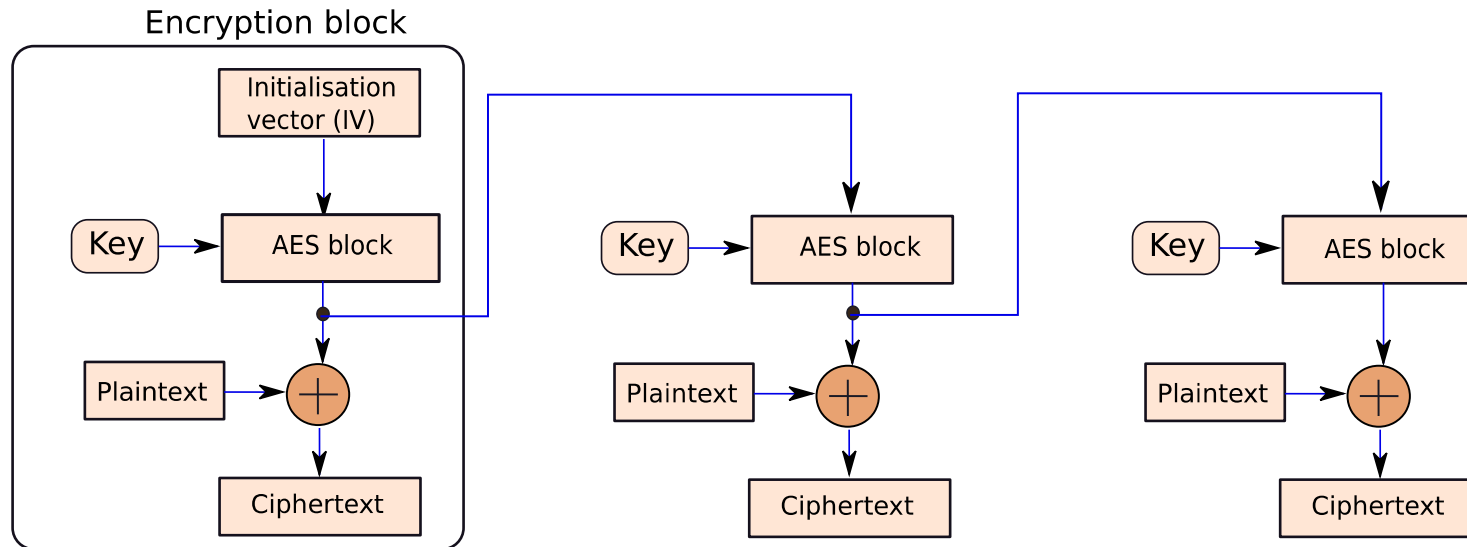 Encryption block
Initialisation
vector (IV)
Key
AES block
Key
AES block
Key
AES block
Plaintext
Plaintext
Plaintext
Ciphertext
Ciphertext
Ciphertext